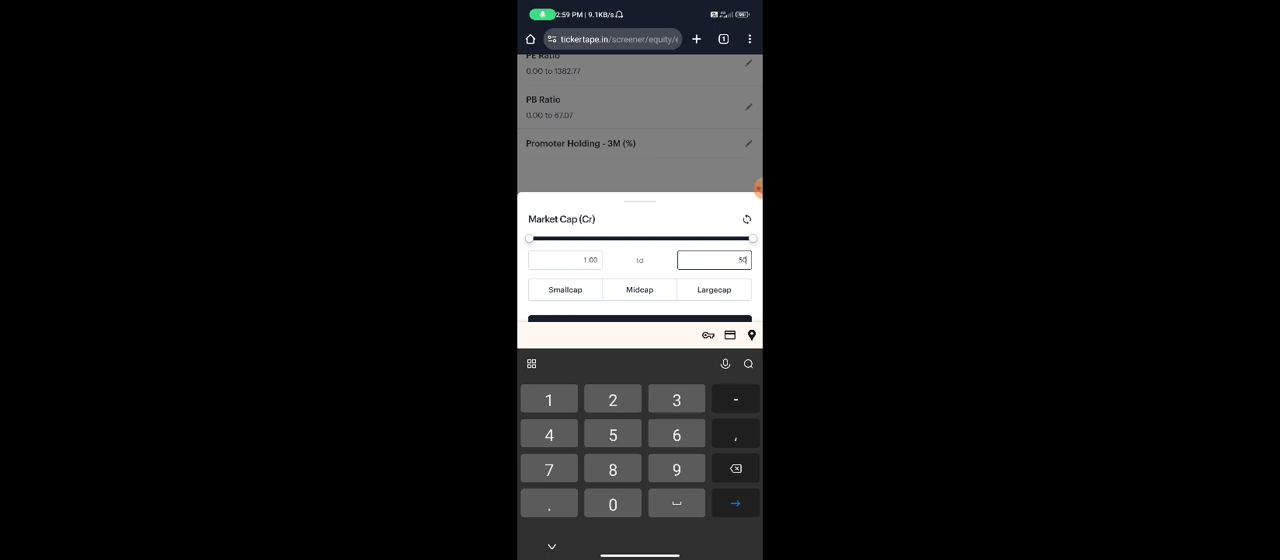 2:59 PM | 9.1KB/s
tickertape.in/screener/equity/
1
PE Ratio
0.00 to 1382.77
PB Ratio
0.00 to 67.07
Promoter Holding - 3M (%)
Market Cap (Cr)
1.00 to 50
Smallcap Midcap Largecap
1 2 3 -
4 5 6 ,
7 8 9
. 0